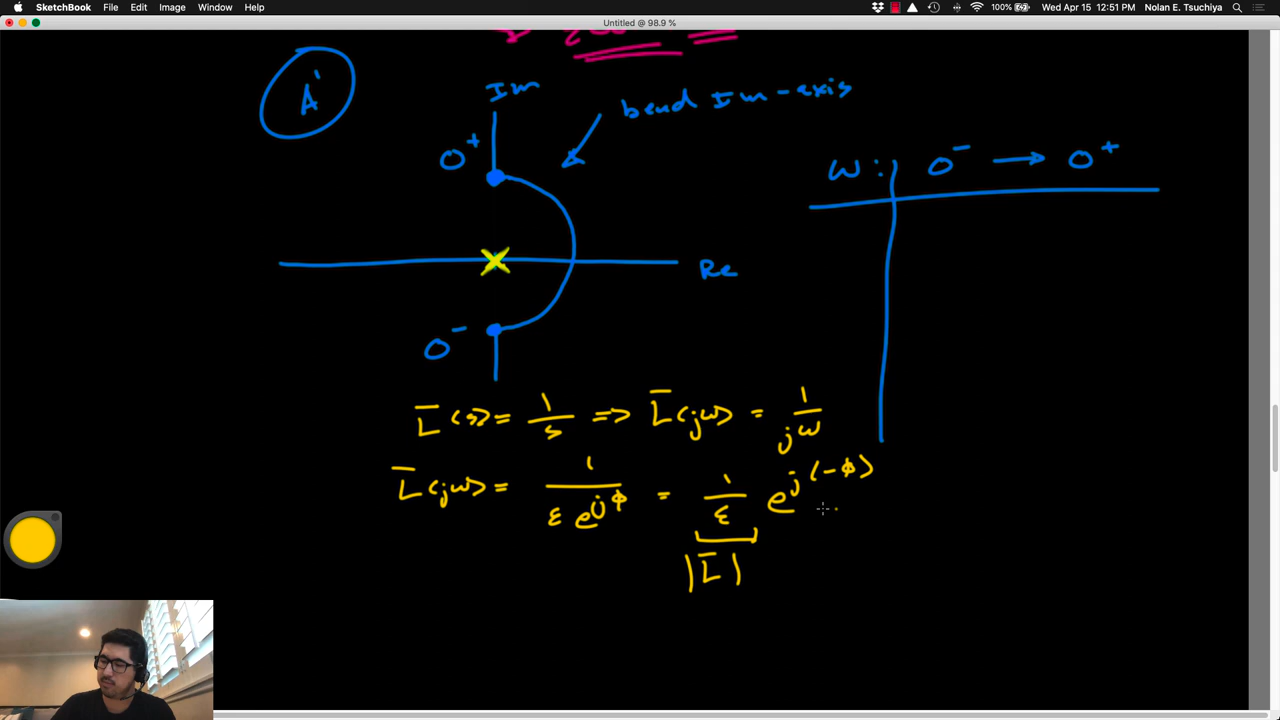 SketchBook File Edit Image Window Help 100% Wed Apr 15 12:51 PM Nolan E. Tsuchiya
Untitled @ 98.9 %
A'
Im
bend Im-axis
0⁺
ω: 0⁻ → 0⁺
Re
0⁻
L̅(s) = 1/s => L̅(jω) = 1/jω
L̅(jω) = 1/(ε e^{jφ}) = 1/ε e^{j(-φ)}
|L̅|